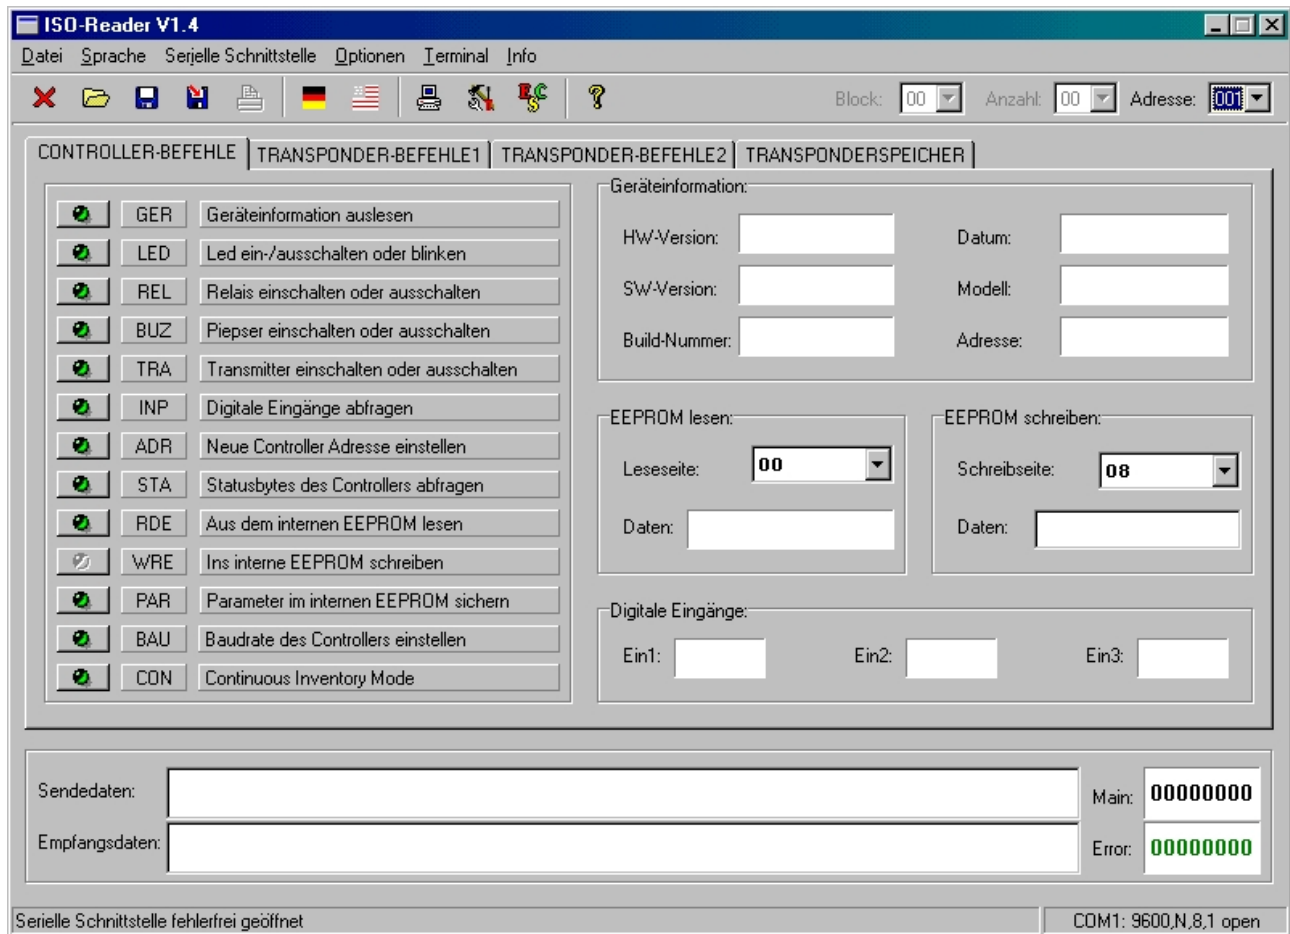 ISO-Reader V1.4
Datei Sprache Serielle Schnittstelle Optionen Terminal Info
Block: 00 Anzahl: 00 Adresse: 001
CONTROLLER-BEFEHLE TRANSPONDER-BEFEHLE1 TRANSPONDER-BEFEHLE2 TRANSPONDERSPEICHER
GER Geräteinformation auslesen
LED Led ein-/ausschalten oder blinken
REL Relais einschalten oder ausschalten
BUZ Piepser einschalten oder ausschalten
TRA Transmitter einschalten oder ausschalten
INP Digitale Eingänge abfragen
ADR Neue Controller Adresse einstellen
STA Statusbytes des Controllers abfragen
RDE Aus dem internen EEPROM lesen
WRE Ins interne EEPROM schreiben
PAR Parameter im internen EEPROM sichern
BAU Baudrate des Controllers einstellen
CON Continuous Inventory Mode
Geräteinformation:
HW-Version: Datum:
SW-Version: Modell:
Build-Nummer: Adresse:
EEPROM lesen:
Leseseite: 00
Daten:
EEPROM schreiben:
Schreibseite: 08
Daten:
Digitale Eingänge:
Ein1: Ein2: Ein3:
Sendedaten: Main: 00000000
Empfangsdaten: Error: 00000000
Serielle Schnittstelle fehlerfrei geöffnet COM1: 9600,N,8,1 open